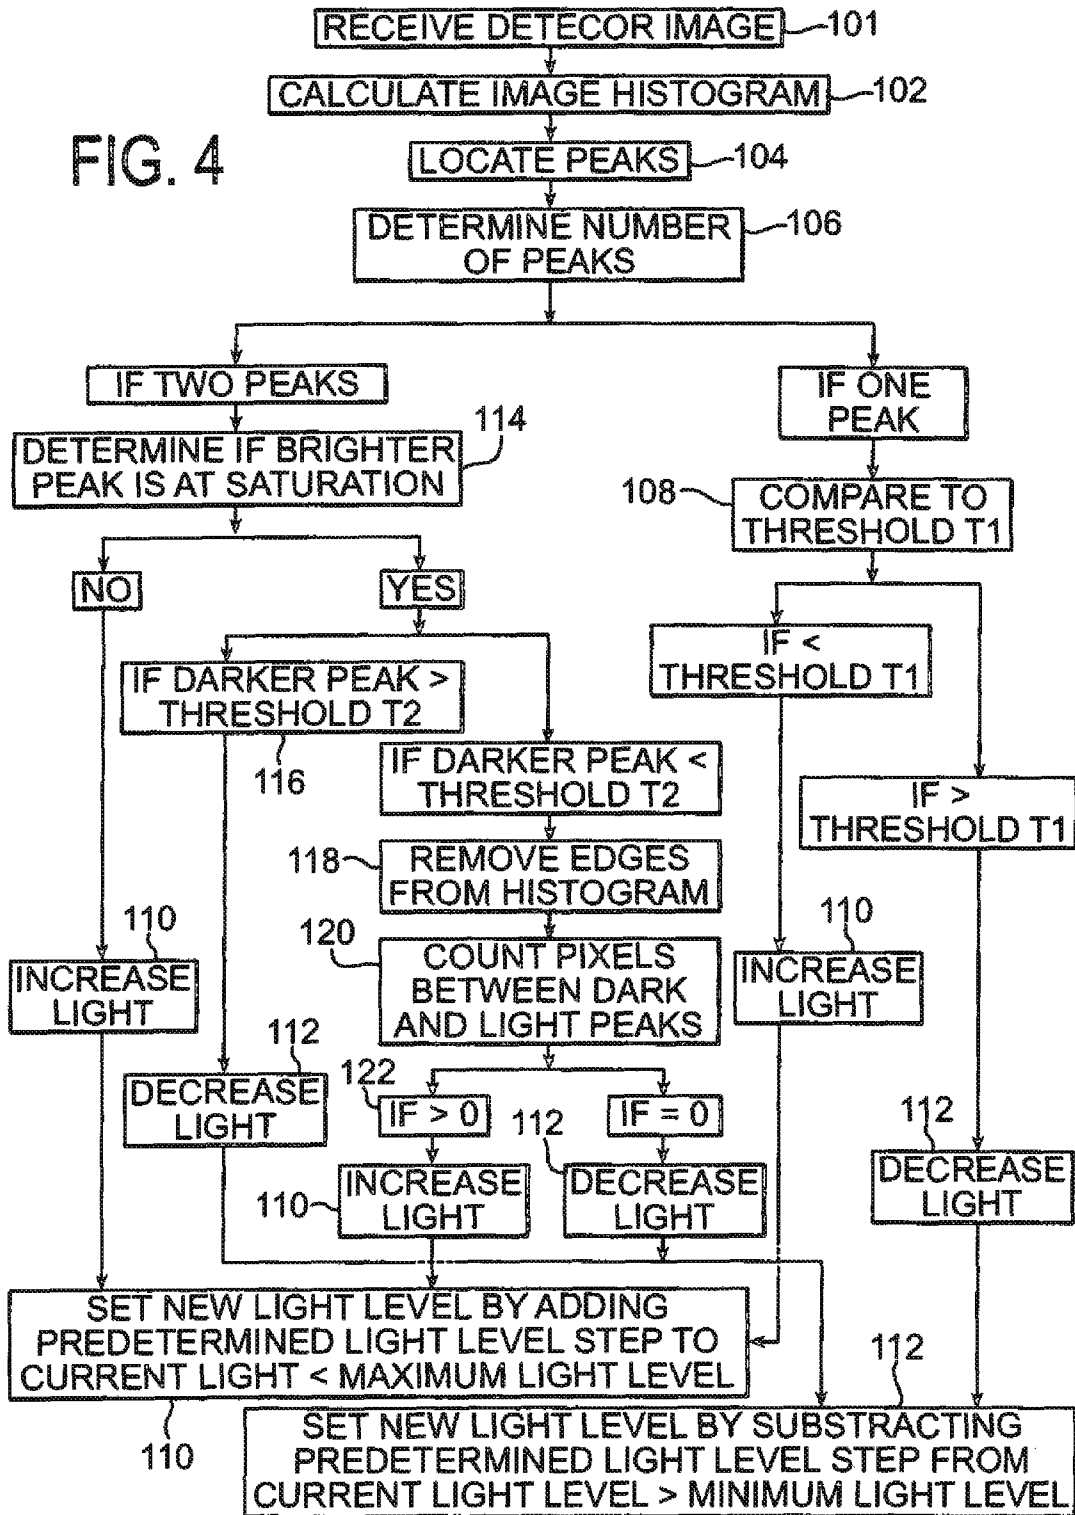 RECEIVE DETECOR IMAGE
101
CALCULATE IMAGE HISTOGRAM
102
FIG. 4
LOCATE PEAKS
104
DETERMINE NUMBER
OF PEAKS
106
IF TWO PEAKS
IF ONE
PEAK
DETERMINE IF BRIGHTER
PEAK IS AT SATURATION
114
108
COMPARE TO
THRESHOLD T1
NO
YES
IF <
THRESHOLD T1
IF DARKER PEAK >
THRESHOLD T2
116
IF DARKER PEAK <
THRESHOLD T2
IF >
THRESHOLD T1
118
REMOVE EDGES
FROM HISTOGRAM
110
INCREASE
LIGHT
120
COUNT PIXELS
BETWEEN DARK
AND LIGHT PEAKS
110
INCREASE
LIGHT
112
DECREASE
LIGHT
122
IF > 0
IF = 0
112
DECREASE
LIGHT
110
INCREASE
LIGHT
112
DECREASE
LIGHT
SET NEW LIGHT LEVEL BY ADDING
PREDETERMINED LIGHT LEVEL STEP TO
CURRENT LIGHT < MAXIMUM LIGHT LEVEL
110
112
SET NEW LIGHT LEVEL BY SUBSTRACTING
PREDETERMINED LIGHT LEVEL STEP FROM
CURRENT LIGHT LEVEL > MINIMUM LIGHT LEVEL